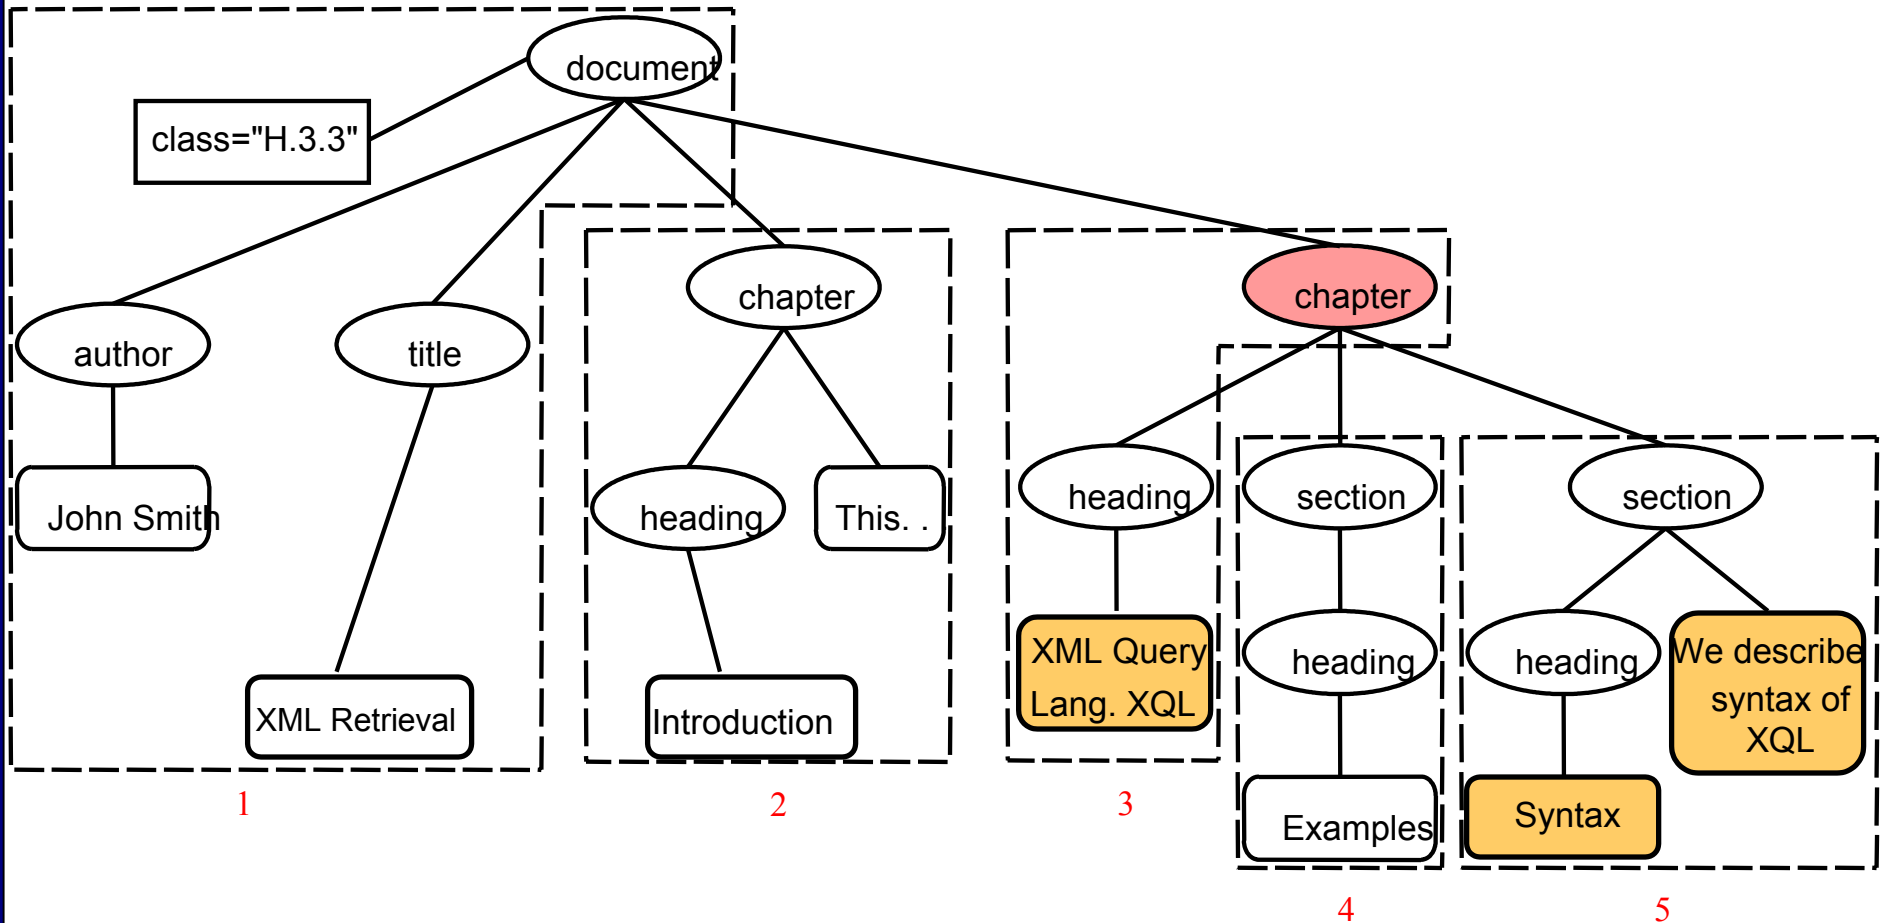 document
class="H.3.3"
chapter
chapter
author
title
heading
section
section
John Smith
heading
This. .
XML Query
Lang. XQL
heading
heading
We describe
syntax of
XQL
XML Retrieval
Introduction
Examples
Syntax
1
2
3
4
5